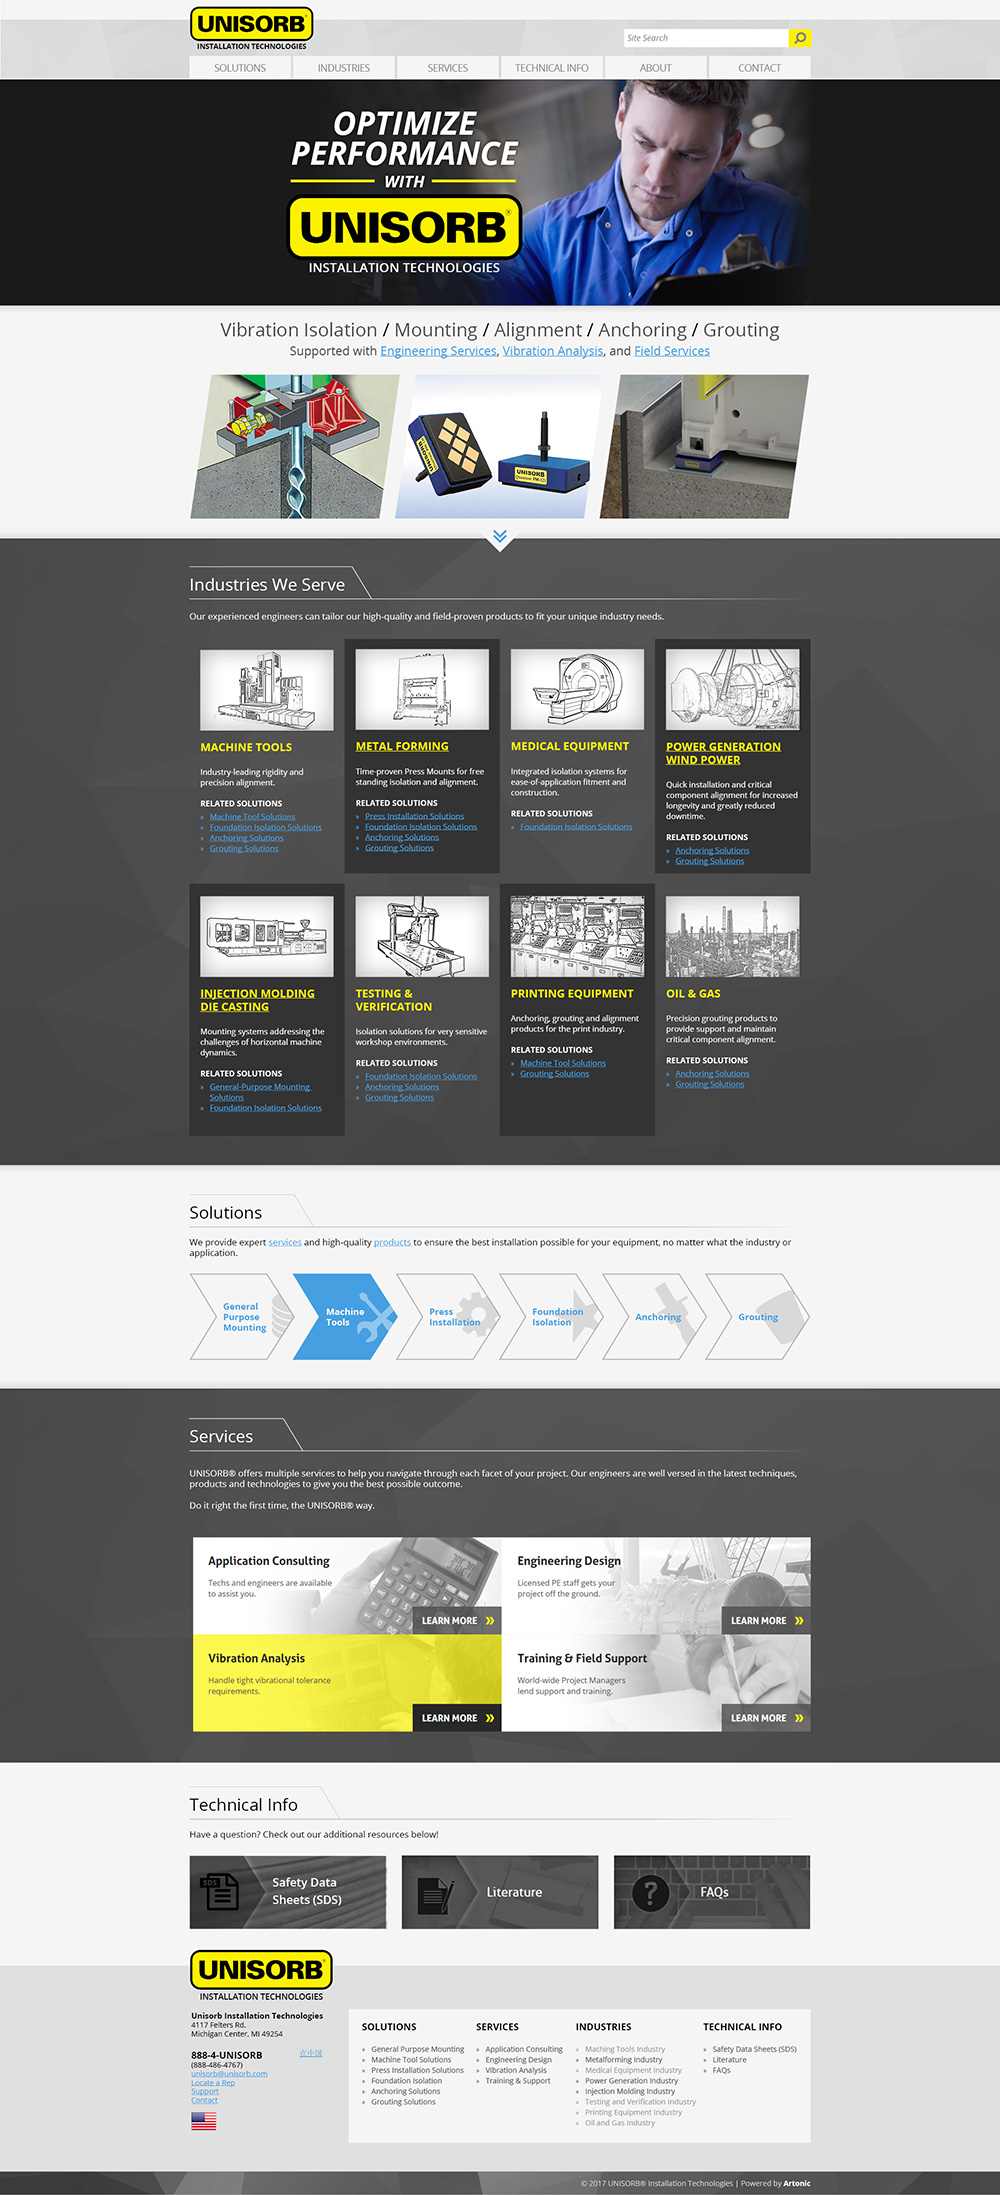 UNISORB®
INSTALLATION TECHNOLOGIES
Site Search
SOLUTIONS
INDUSTRIES
SERVICES
TECHNICAL INFO
ABOUT
CONTACT
OPTIMIZE
PERFORMANCE
WITH
UNISORB®
INSTALLATION TECHNOLOGIES
Vibration Isolation / Mounting / Alignment / Anchoring / Grouting
Supported with Engineering Services, Vibration Analysis, and Field Services
UNISORB
UNISORB
Industries We Serve
Our experienced engineers can tailor our high-quality and field-proven products to fit your unique industry needs.
MACHINE TOOLS
Industry-leading rigidity and
precision alignment.
RELATED SOLUTIONS
» Machine Tool Solutions
» Foundation Isolation Solutions
» Anchoring Solutions
» Grouting Solutions
METAL FORMING
Time-proven Press Mounts for free
standing isolation and alignment.
RELATED SOLUTIONS
» Press Installation Solutions
» Foundation Isolation Solutions
» Anchoring Solutions
» Grouting Solutions
MEDICAL EQUIPMENT
Integrated isolation systems for
ease-of-application fitment and
construction.
RELATED SOLUTIONS
» Foundation Isolation Solutions
POWER GENERATION
WIND POWER
Quick installation and critical
component alignment for increased
longevity and greatly reduced
downtime.
RELATED SOLUTIONS
» Anchoring Solutions
» Grouting Solutions
INJECTION MOLDING
DIE CASTING
Mounting systems addressing the
challenges of horizontal machine
dynamics.
RELATED SOLUTIONS
» General-Purpose Mounting
Solutions
» Foundation Isolation Solutions
TESTING &
VERIFICATION
Isolation solutions for very sensitive
workshop environments.
RELATED SOLUTIONS
» Foundation Isolation Solutions
» Anchoring Solutions
» Grouting Solutions
PRINTING EQUIPMENT
Anchoring, grouting and alignment
products for the print industry.
RELATED SOLUTIONS
» Machine Tool Solutions
» Grouting Solutions
OIL & GAS
Precision grouting products to
provide support and maintain
critical component alignment.
RELATED SOLUTIONS
» Anchoring Solutions
» Grouting Solutions
Solutions
We provide expert services and high-quality products to ensure the best installation possible for your equipment, no matter what the industry or
application.
General
Purpose
Mounting
Machine
Tools
Press
Installation
Foundation
Isolation
Anchoring
Grouting
Services
UNISORB® offers multiple services to help you navigate through each facet of your project. Our engineers are well versed in the latest techniques,
products and technologies to give you the best possible outcome.
Do it right the first time, the UNISORB® way.
Application Consulting
Techs and engineers are available
to assist you.
LEARN MORE »
Engineering Design
Licensed PE staff gets your
project off the ground.
LEARN MORE »
Vibration Analysis
Handle tight vibrational tolerance
requirements.
LEARN MORE »
Training & Field Support
World-wide Project Managers
lend support and training.
LEARN MORE »
Technical Info
Have a question? Check out our additional resources below!
SDS
Safety Data
Sheets (SDS)
Literature
?
FAQs
UNISORB®
INSTALLATION TECHNOLOGIES
Unisorb Installation Technologies
4117 Felters Rd.
Michigan Center, MI 49254
888-4-UNISORB
(888-486-4767)
在中国
unisorb@unisorb.com
Locate a Rep
Support
Contact
SOLUTIONS
» General Purpose Mounting
» Machine Tool Solutions
» Press Installation Solutions
» Foundation Isolation
» Anchoring Solutions
» Grouting Solutions
SERVICES
» Application Consulting
» Engineering Design
» Vibration Analysis
» Training & Support
INDUSTRIES
» Maching Tools Industry
» Metalforming Industry
» Medical Equipment Industry
» Power Generation Industry
» Injection Molding Industry
» Testing and Verification Industry
» Printing Equipment Industry
» Oil and Gas Industry
TECHNICAL INFO
» Safety Data Sheets (SDS)
» Literature
» FAQs
© 2017 UNISORB® Installation Technologies | Powered by Artonic